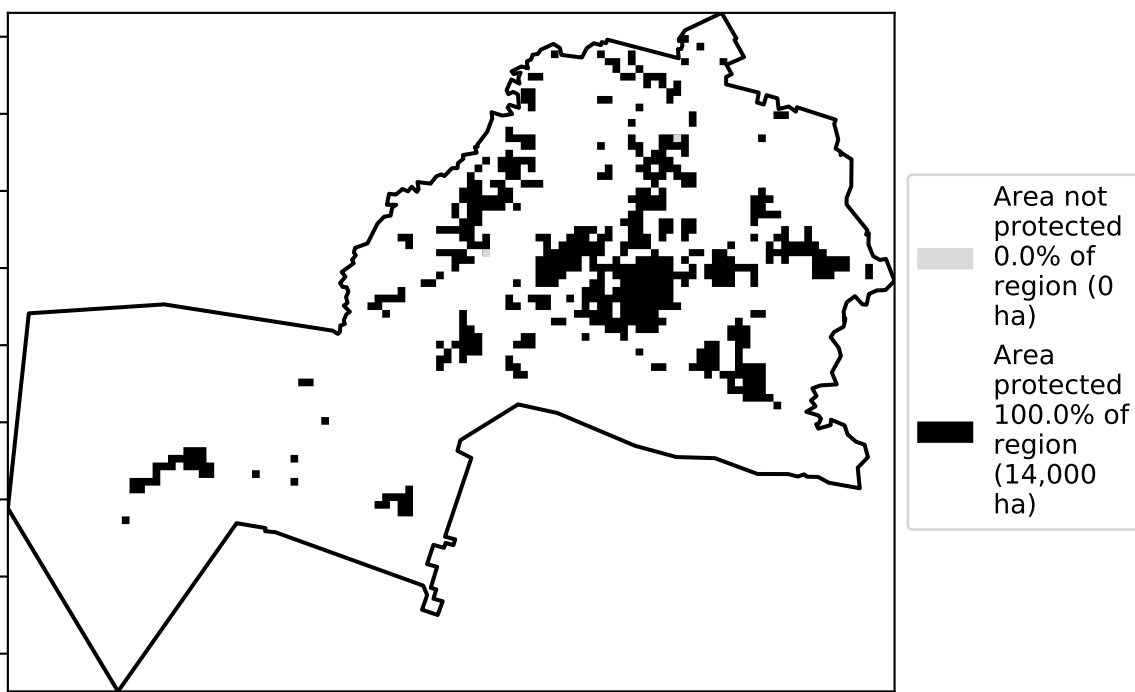 Area not
protected
0.0% of
region (0
ha)
Area
protected
100.0% of
region
(14,000
ha)